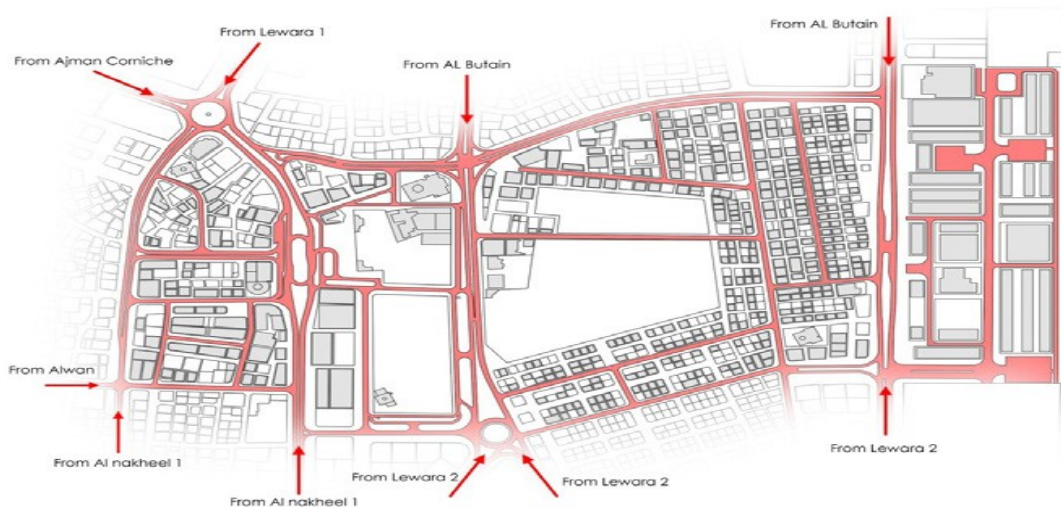 From Lewara 1
From AL Butain
From Ajman Corniche
From AL Butain
From Alwan
From Al nakheel 1
From Lewara 2
From Lewara 2
From Lewara 2
From Al nakheel 1